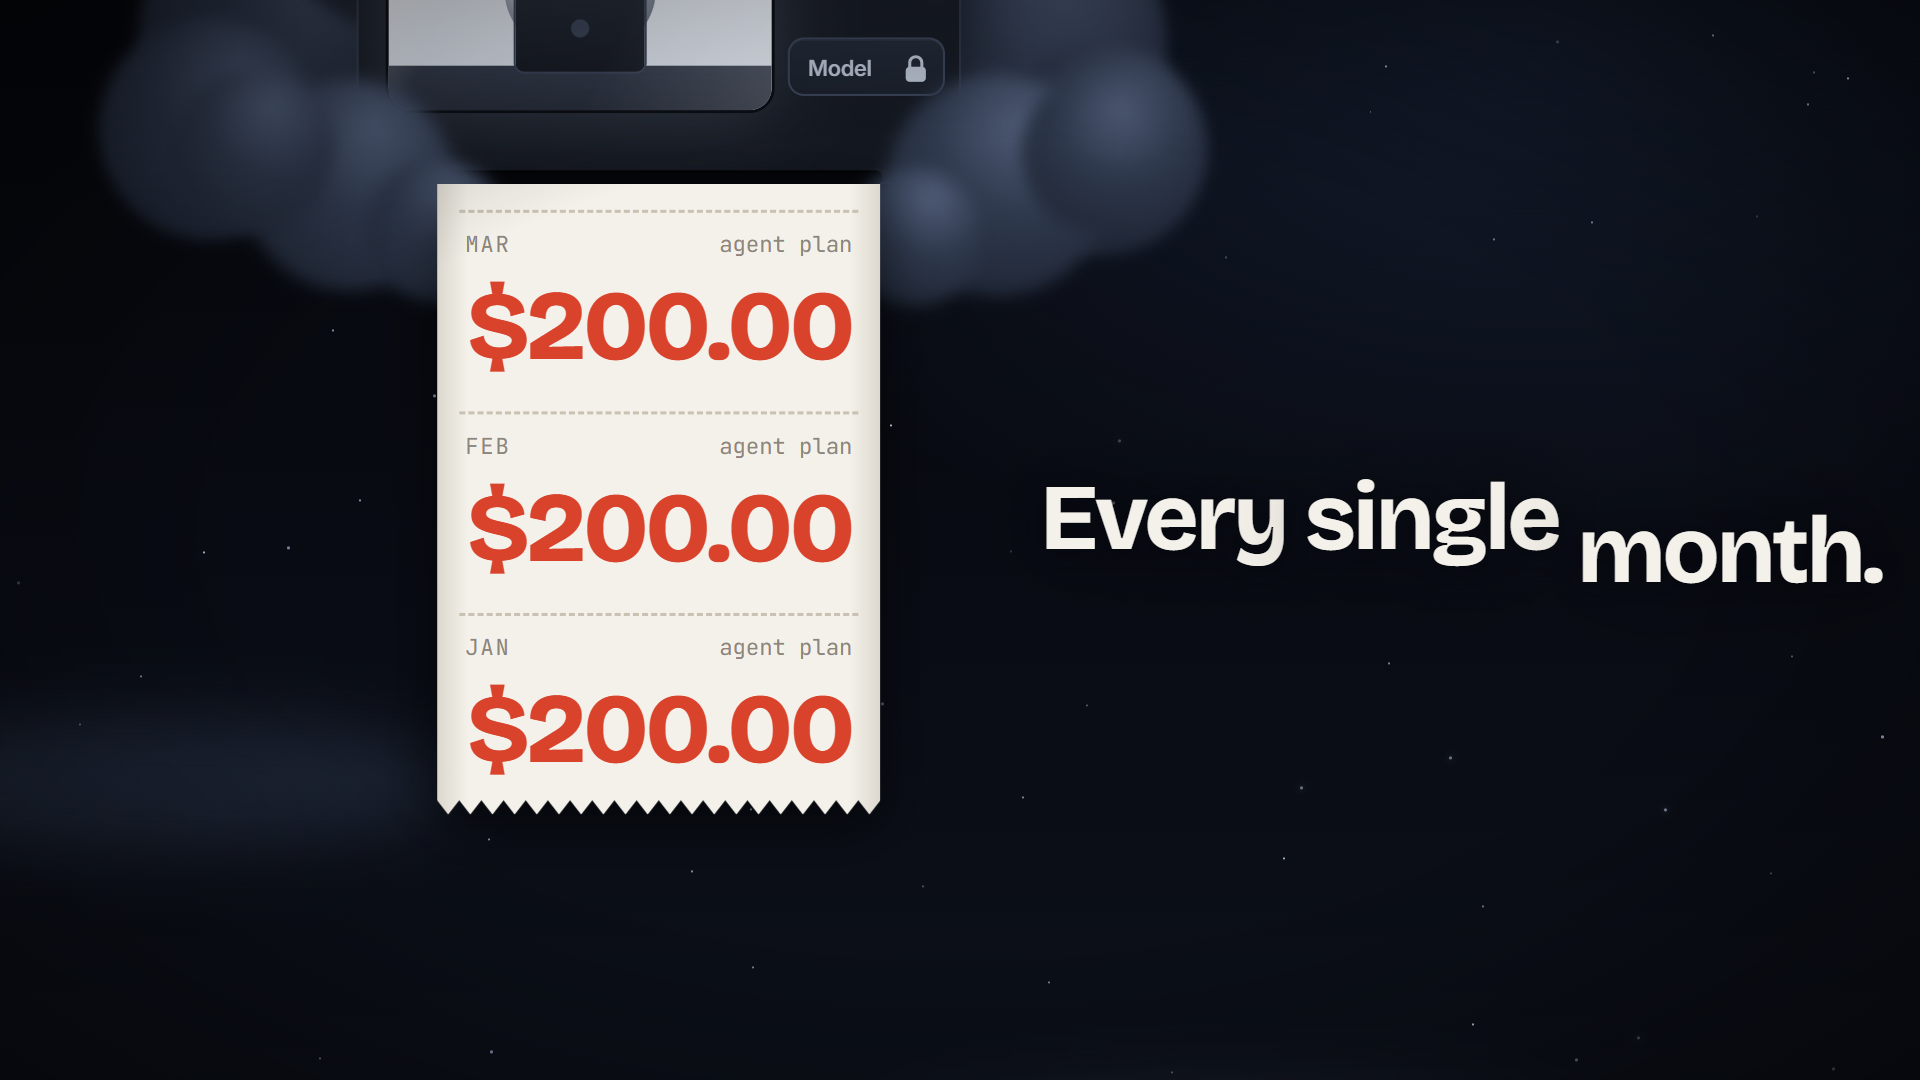 Model
MAR agent plan
$200.00
FEB agent plan
$200.00
JAN agent plan
$200.00
Every single month.